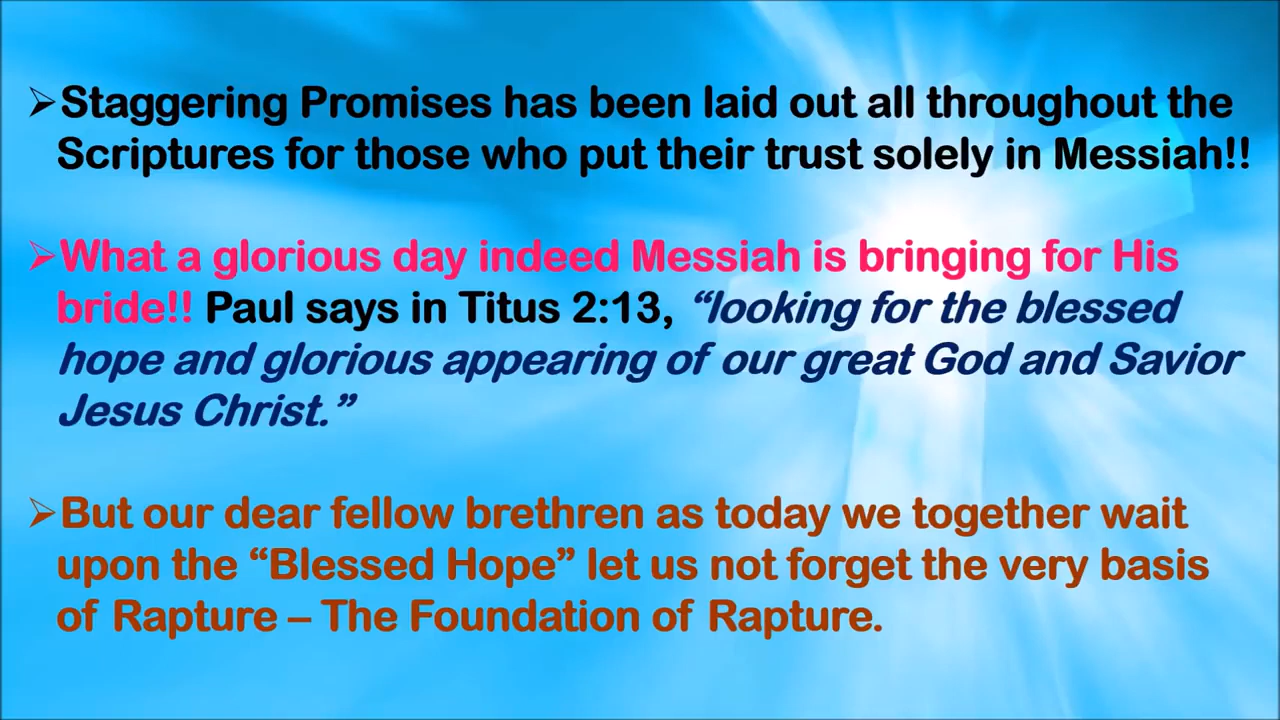 ➢Staggering Promises has been laid out all throughout the
Scriptures for those who put their trust solely in Messiah!!
➢What a glorious day indeed Messiah is bringing for His
bride!! Paul says in Titus 2:13, “looking for the blessed
hope and glorious appearing of our great God and Savior
Jesus Christ.”
➢But our dear fellow brethren as today we together wait
upon the “Blessed Hope” let us not forget the very basis
of Rapture – The Foundation of Rapture.